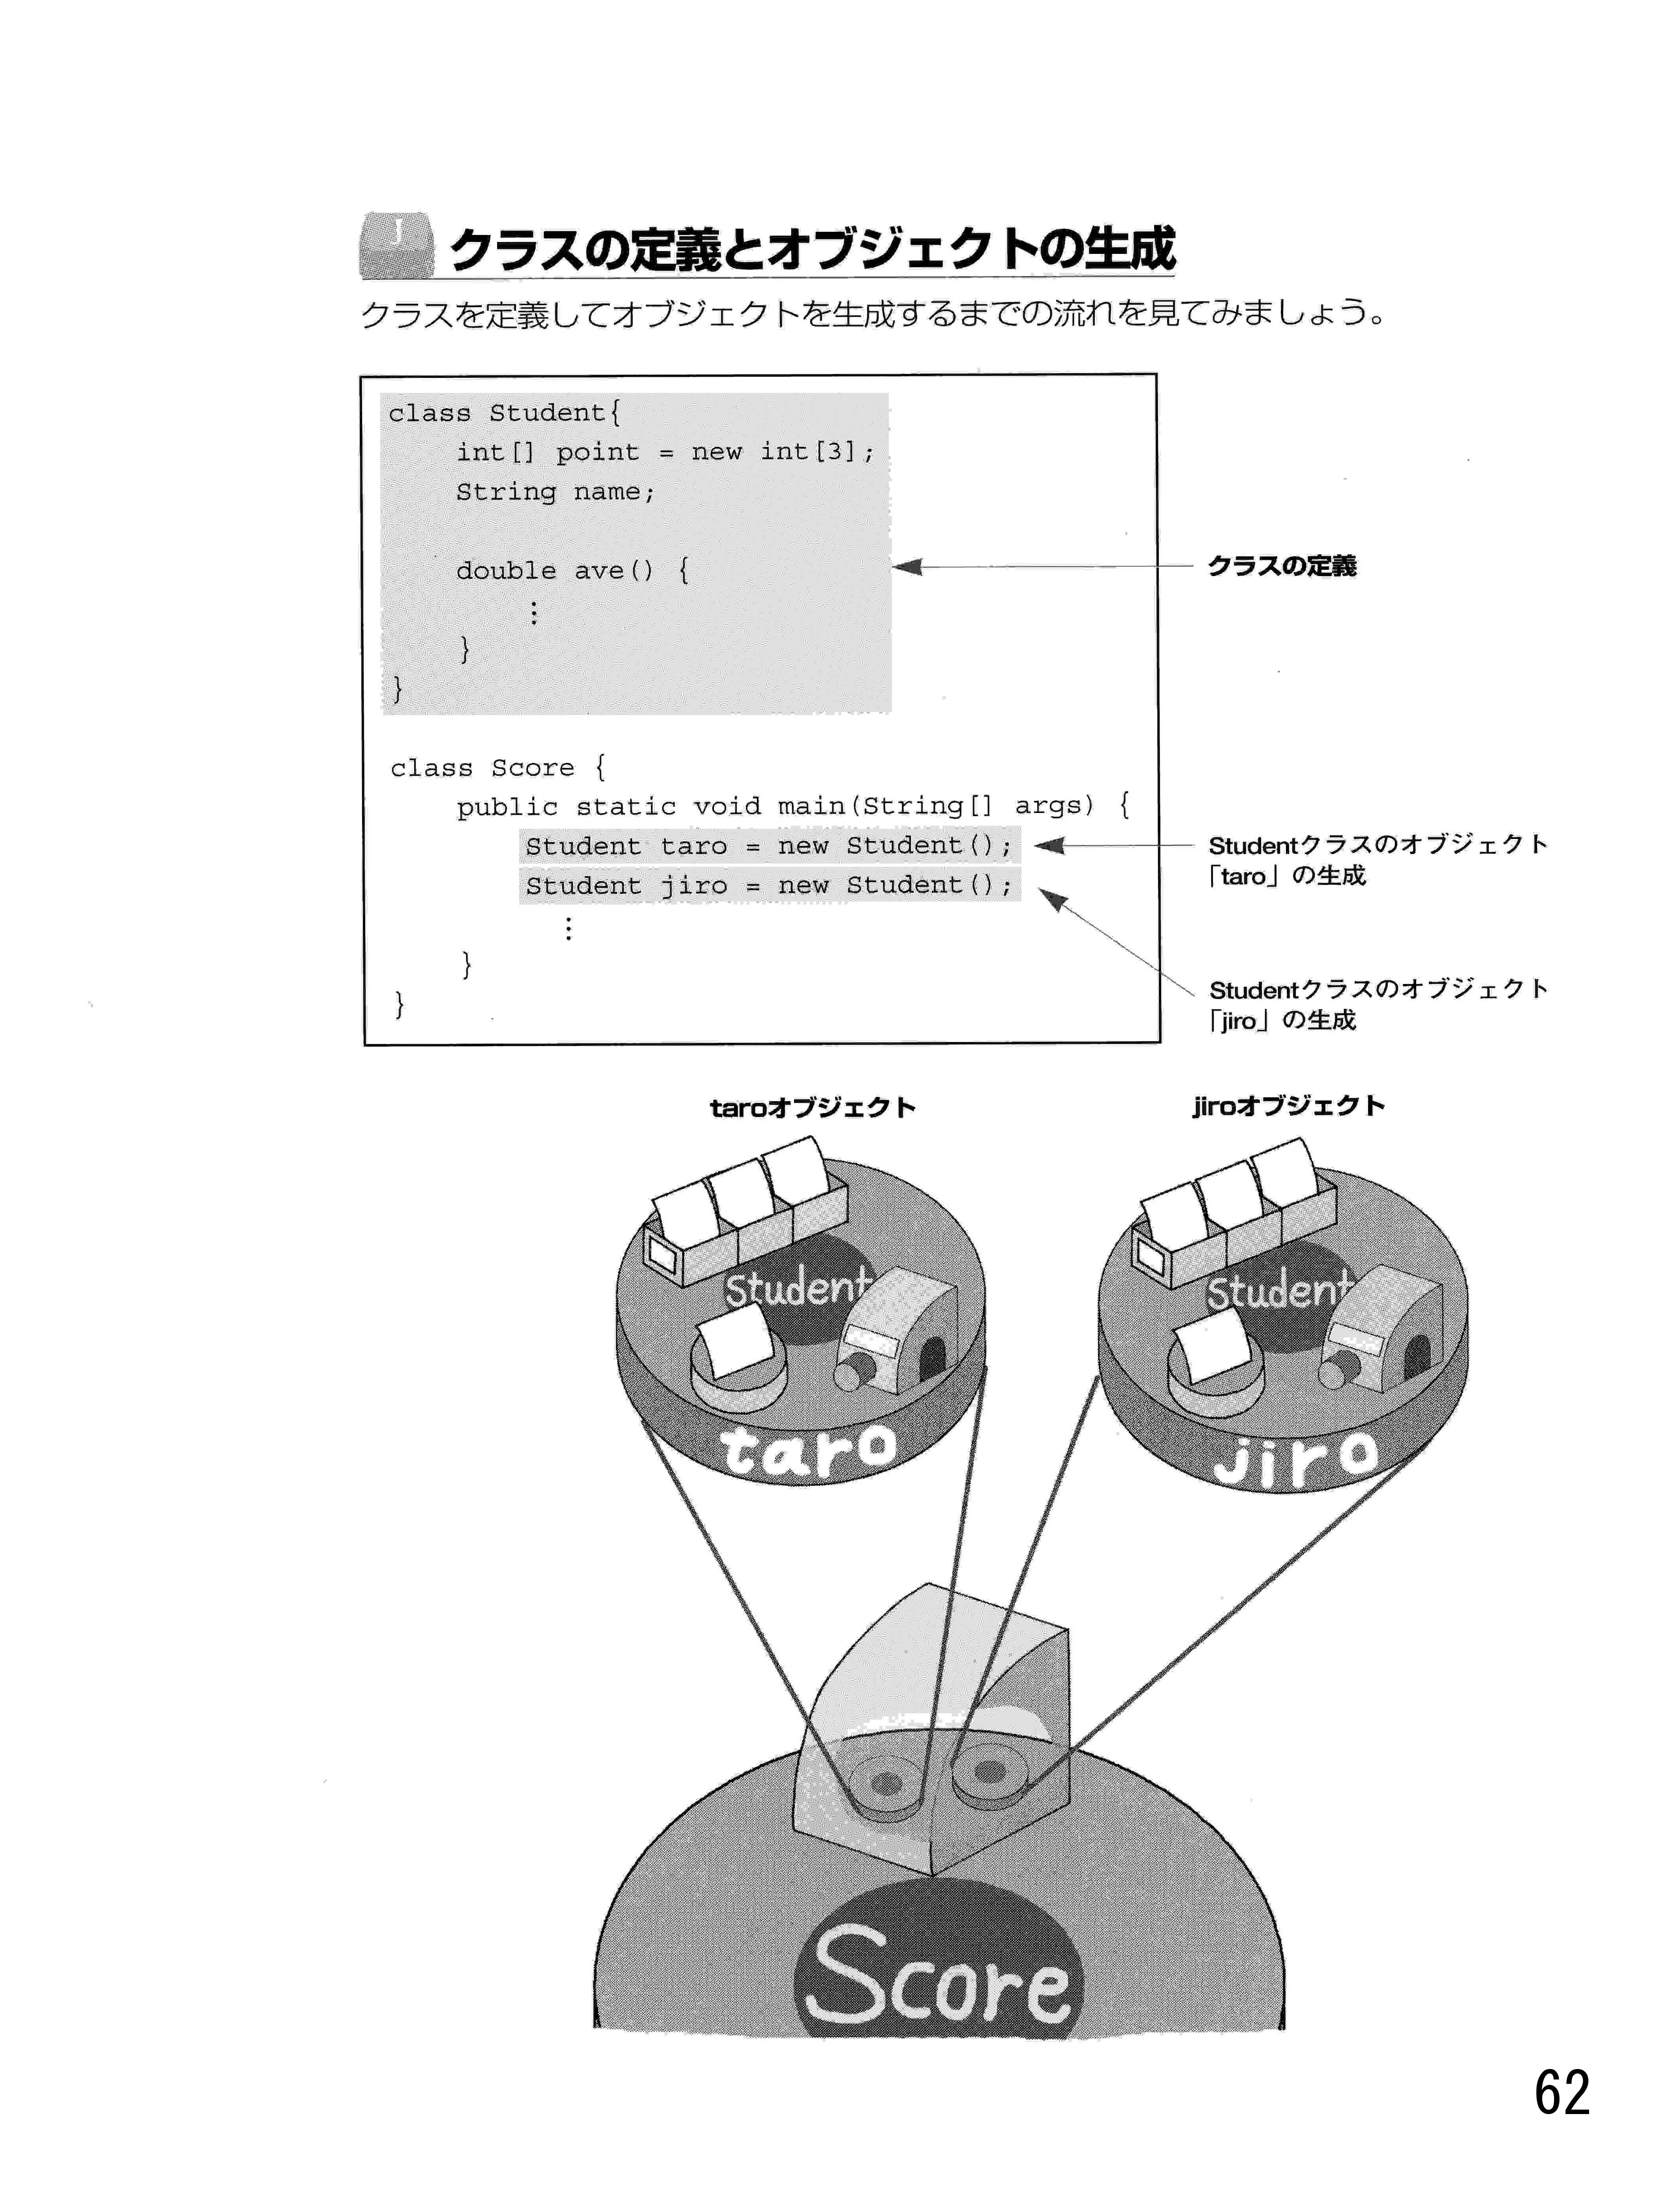 J
クラスの定義とオブジェクトの生成
クラスを定義してオブジェクトを生成するまでの流れを見てみましょう。
class Student{
int[] point = new int[3];
String name;
double ave() {
⋮
}
}
クラスの定義
class Score {
public static void main(String[] args) {
Student taro = new Student();
Student jiro = new Student();
⋮
}
}
Studentクラスのオブジェクト
「taro」の生成
Studentクラスのオブジェクト
「jiro」の生成
taroオブジェクト
jiroオブジェクト
Student
taro
Student
jiro
Score
62